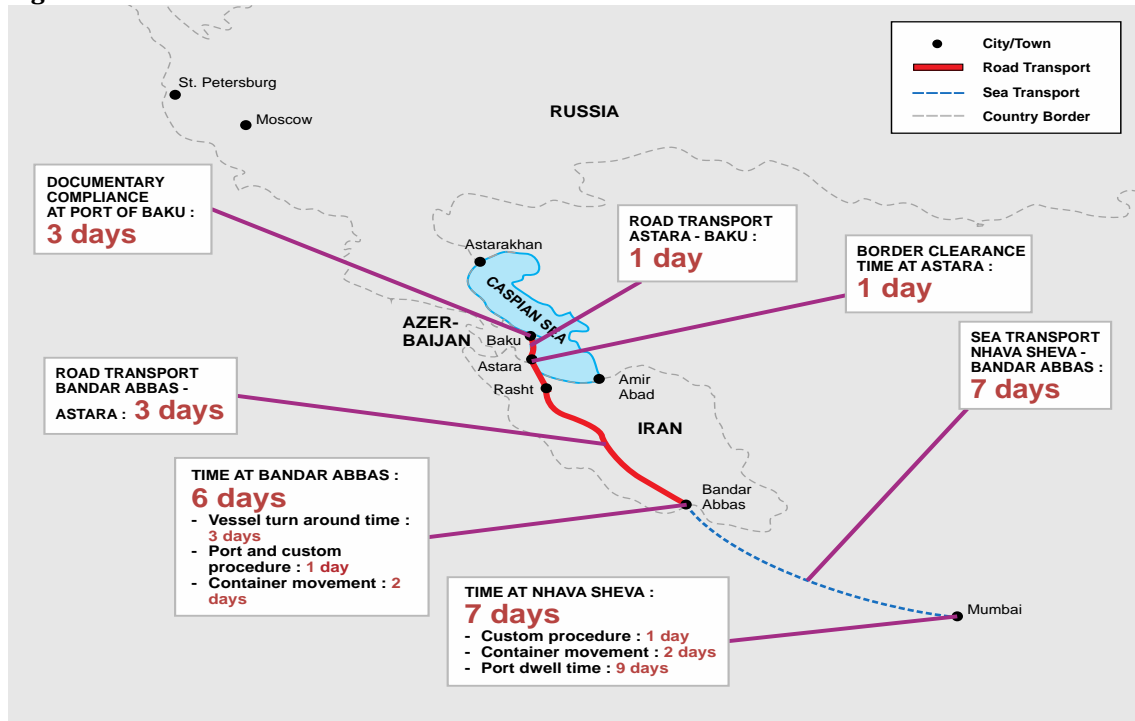 St. Petersburg
Moscow
RUSSIA
City/Town
Road Transport
Sea Transport
Country Border
DOCUMENTARY
COMPLIANCE
AT PORT OF BAKU :
3 days
ROAD TRANSPORT
ASTARA - BAKU :
1 day
BORDER CLEARANCE
TIME AT ASTARA :
1 day
Astarakhan
CASPIAN SEA
AZER-
BAIJAN
Baku
Astara
Rasht
Amir
Abad
SEA TRANSPORT
NHAVA SHEVA -
BANDAR ABBAS :
7 days
ROAD TRANSPORT
BANDAR ABBAS -
ASTARA : 3 days
IRAN
TIME AT BANDAR ABBAS :
6 days
- Vessel turn around time :
3 days
- Port and custom
procedure : 1 day
- Container movement : 2
days
Bandar
Abbas
TIME AT NHAVA SHEVA :
7 days
- Custom procedure : 1 day
- Container movement : 2 days
- Port dwell time : 9 days
Mumbai